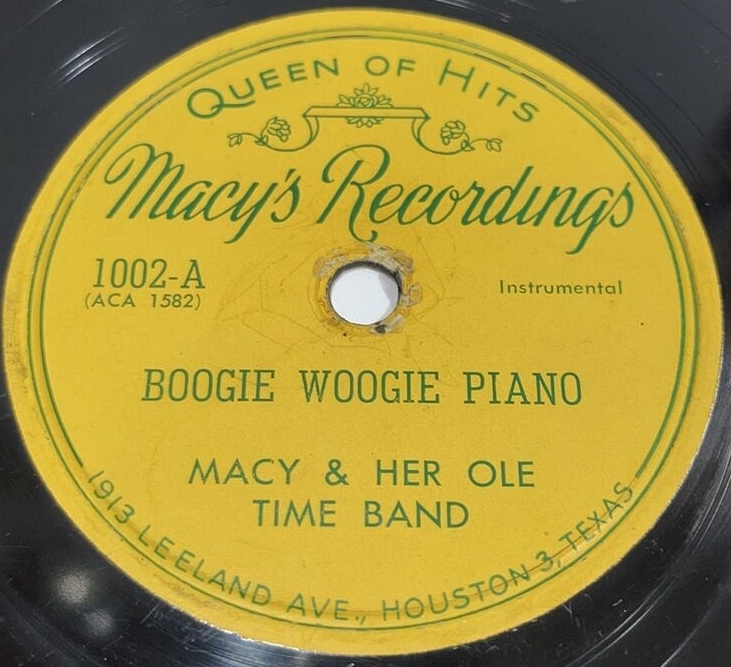 QUEEN OF HITS
Macy's Recordings
1002-A
(ACA 1582)
Instrumental
BOOGIE WOOGIE PIANO
MACY & HER OLE
TIME BAND
1913 LEELAND AVE., HOUSTON 3, TEXAS